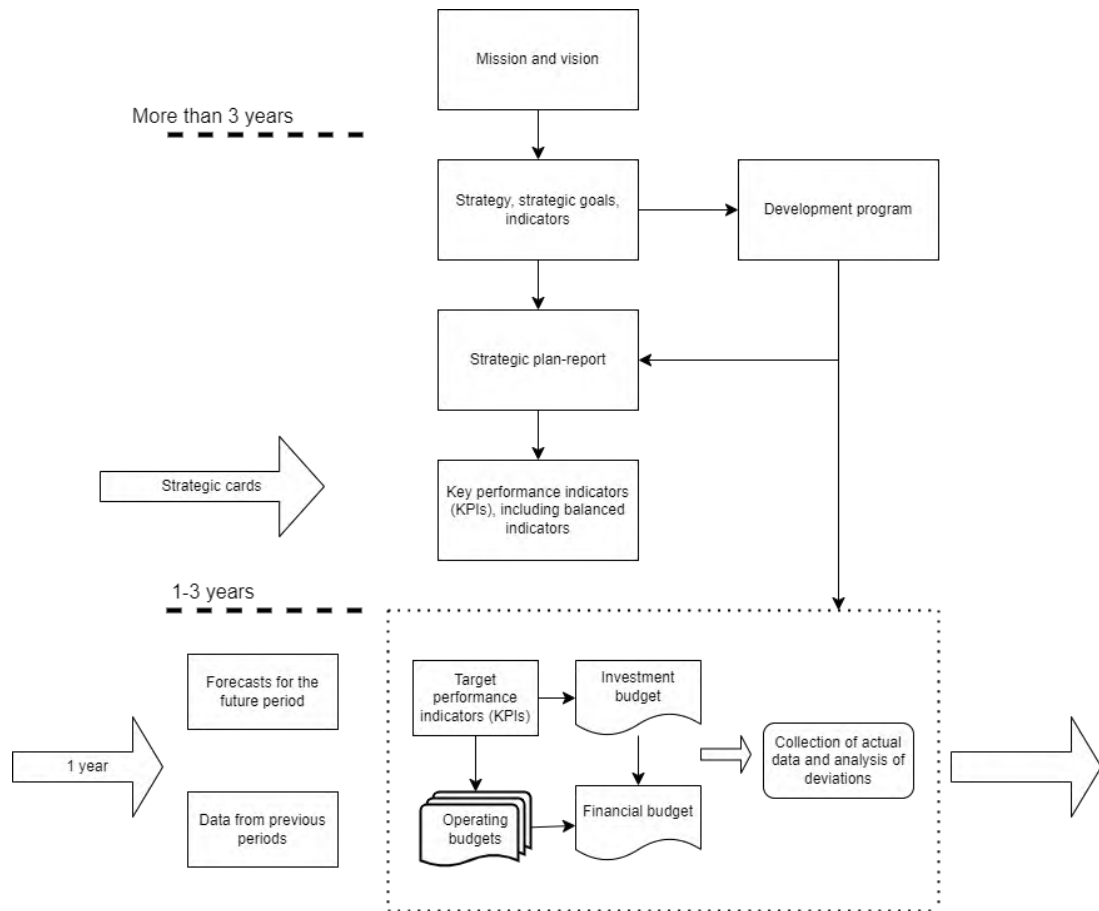 Mission and vision
More than 3 years
Strategy, strategic goals,
indicators
Development program
Strategic plan-report
Strategic cards
Key performance indicators
(KPIs), including balanced
indicators
1-3 years
Forecasts for the
future period
Target
performance
indicators (KPIs)
Investment
budget
Collection of actual
data and analysis of
deviations
1 year
Data from previous
periods
Operating
budgets
Financial budget